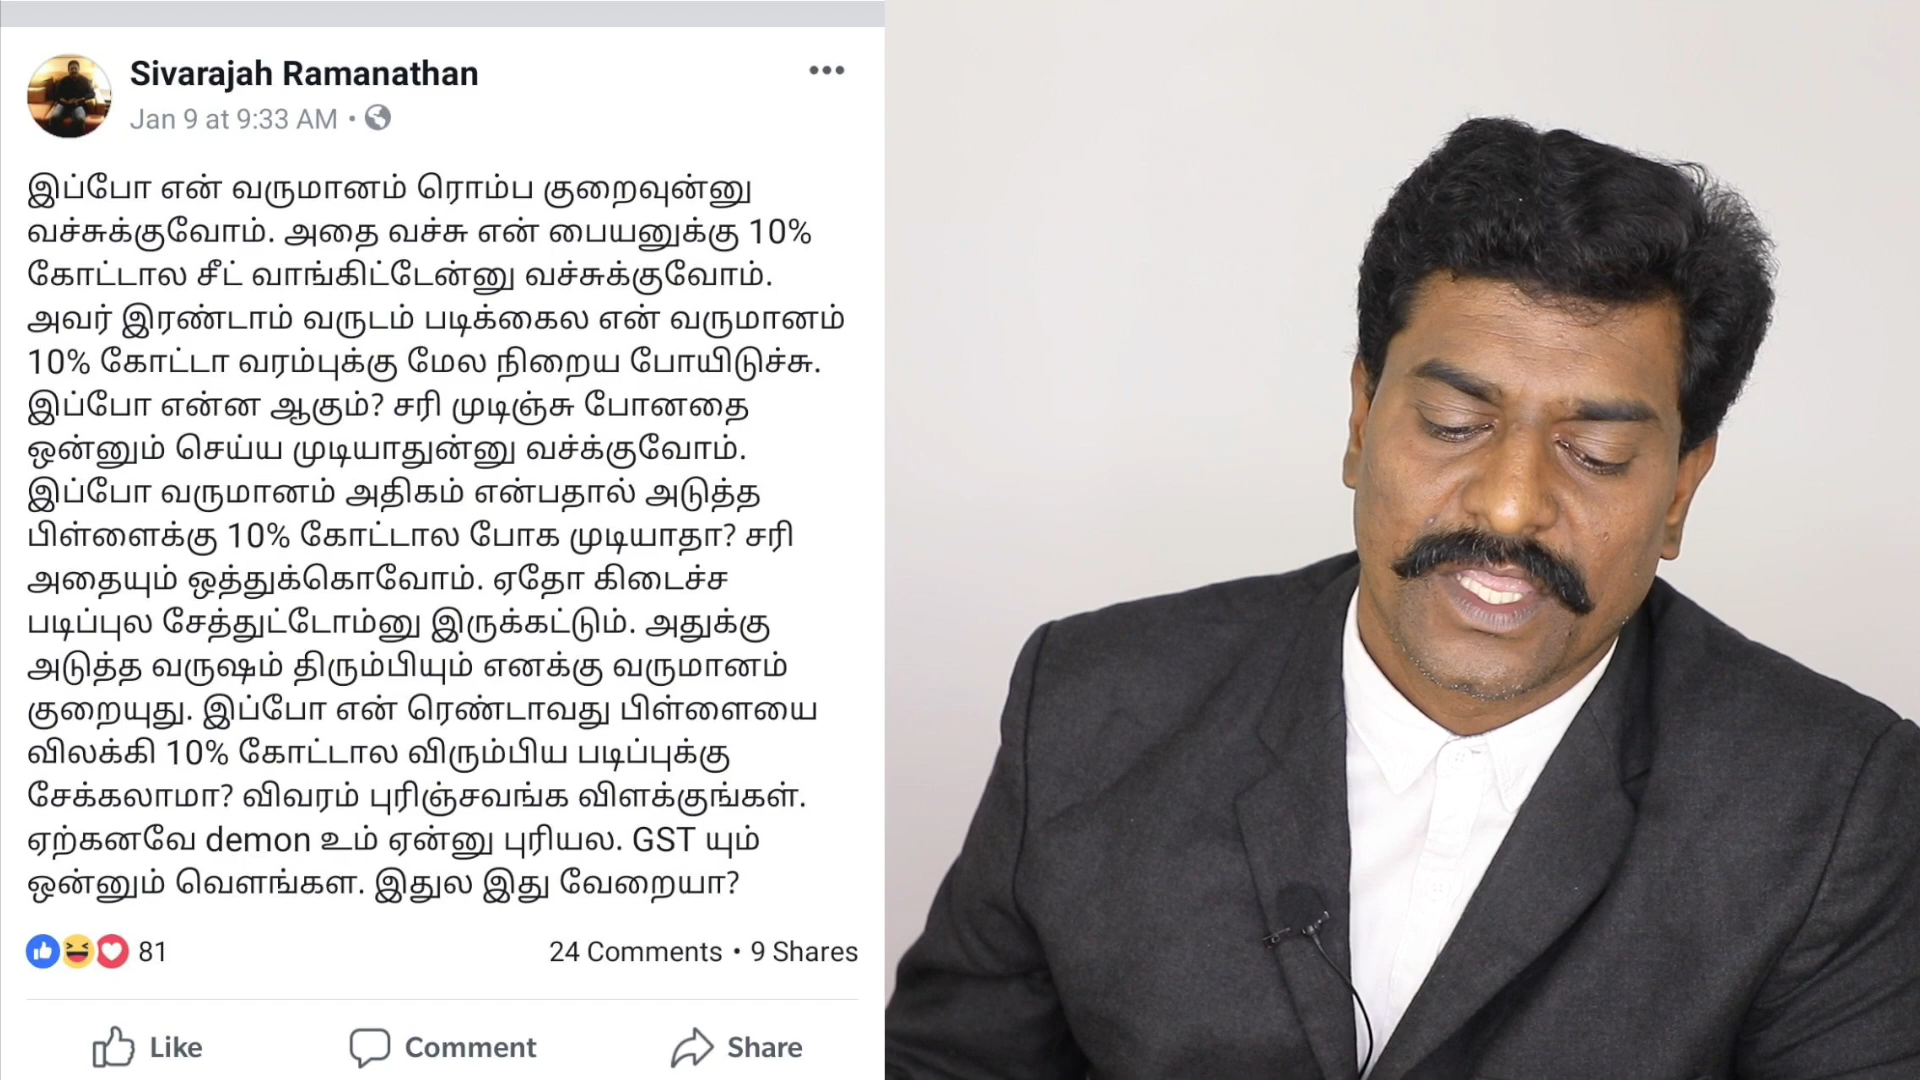 Sivarajah Ramanathan
Jan 9 at 9:33 AM •
இப்போ என் வருமானம் ரொம்ப குறைவுன்னு
வச்சுக்குவோம். அதை வச்சு என் பையனுக்கு 10%
கோட்டால சீட் வாங்கிட்டேன்னு வச்சுக்குவோம்.
அவர் இரண்டாம் வருடம் படிக்கைல என் வருமானம்
10% கோட்டா வரம்புக்கு மேல நிறைய போயிடுச்சு.
இப்போ என்ன ஆகும்? சரி முடிஞ்சு போனதை
ஒன்னும் செய்ய முடியாதுன்னு வச்க்குவோம்.
இப்போ வருமானம் அதிகம் என்பதால் அடுத்த
பிள்ளைக்கு 10% கோட்டால போக முடியாதா? சரி
அதையும் ஒத்துக்கொவோம். ஏதோ கிடைச்ச
படிப்புல சேத்துட்டோம்னு இருக்கட்டும். அதுக்கு
அடுத்த வருஷம் திரும்பியும் எனக்கு வருமானம்
குறையுது. இப்போ என் ரெண்டாவது பிள்ளையை
விலக்கி 10% கோட்டால விரும்பிய படிப்புக்கு
சேக்கலாமா? விவரம் புரிஞ்சவங்க விளக்குங்கள்.
ஏற்கனவே demon உம் ஏன்னு புரியல. GST யும்
ஒன்னும் வெளங்கள. இதுல இது வேறையா?
81
24 Comments • 9 Shares
Like
Comment
Share